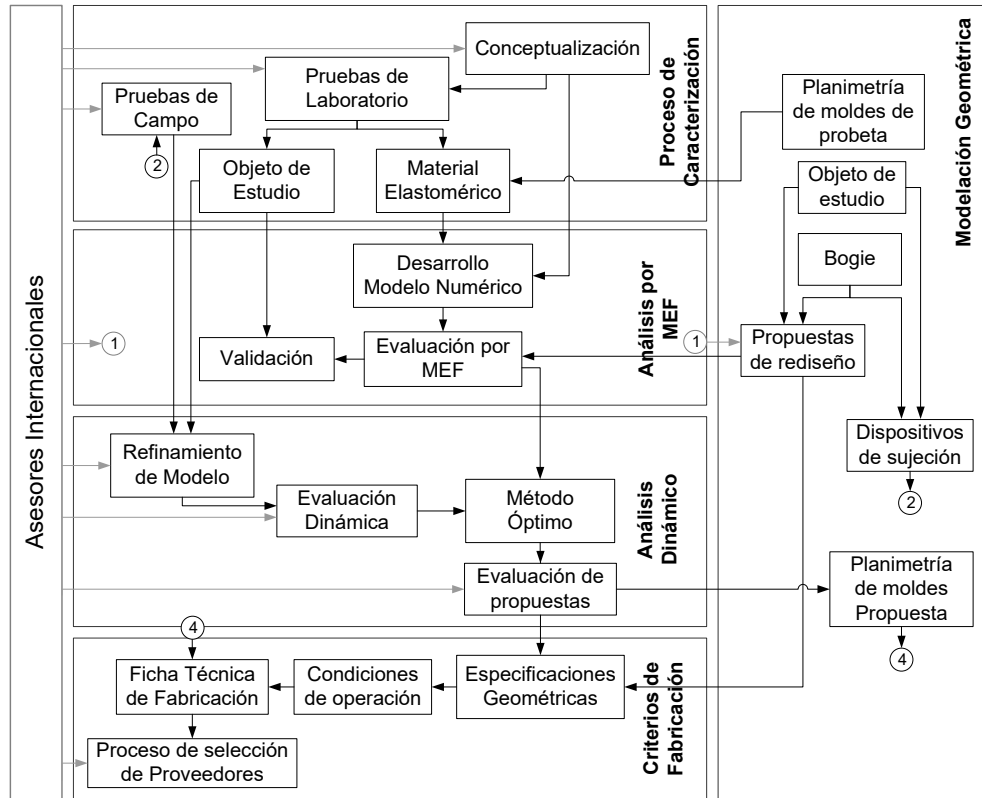 Asesores Internacionales
Conceptualización
Pruebas de
Laboratorio
Pruebas de
Campo
2
Objeto de
Estudio
Material
Elastomérico
Proceso de
Caracterización
Desarrollo
Modelo Numérico
1
Validación
Evaluación por
MEF
Análisis por
MEF
Refinamiento
de Modelo
Evaluación
Dinámica
Método
Óptimo
Evaluación de
propuestas
Análisis
Dinámico
4
Ficha Técnica
de Fabricación
Condiciones
de operación
Especificaciones
Geométricas
Proceso de selección
de Proveedores
Criterios de
Fabricación
Modelación Geométrica
Planimetría
de moldes de
probeta
Objeto de
estudio
Bogie
1
Propuestas
de rediseño
Dispositivos
de sujeción
2
Planimetría
de moldes
Propuesta
4